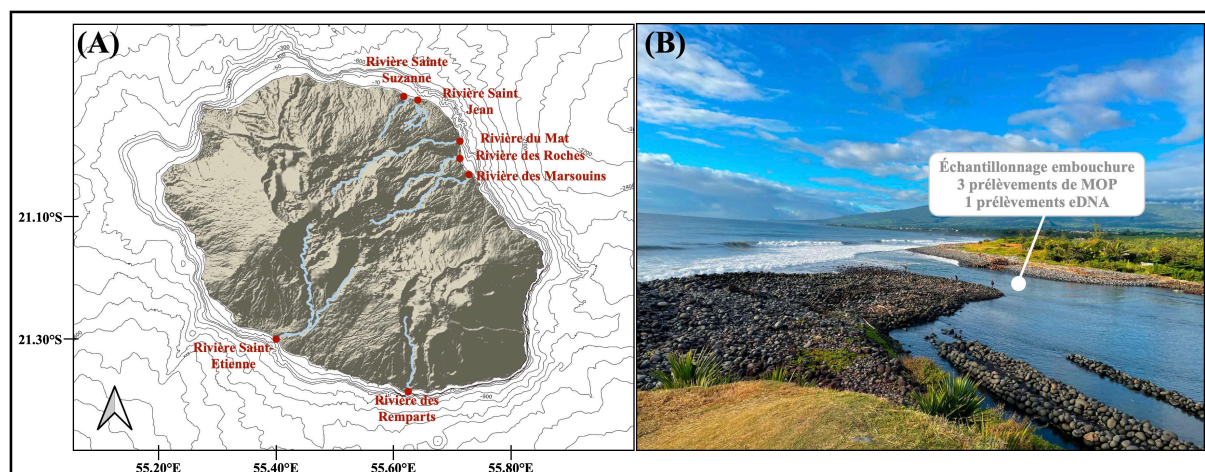 (A)
Rivière Sainte
Suzanne
Rivière Saint
Jean
Rivière du Mat
Rivière des Roches
Rivière des Marsouins
21.10°S
21.30°S
Rivière Saint-
Etienne
Rivière des
Remparts
55.20°E
55.40°E
55.60°E
55.80°E
(B)
Échantillonnage embouchure
3 prélèvements de MOP
1 prélèvements eDNA